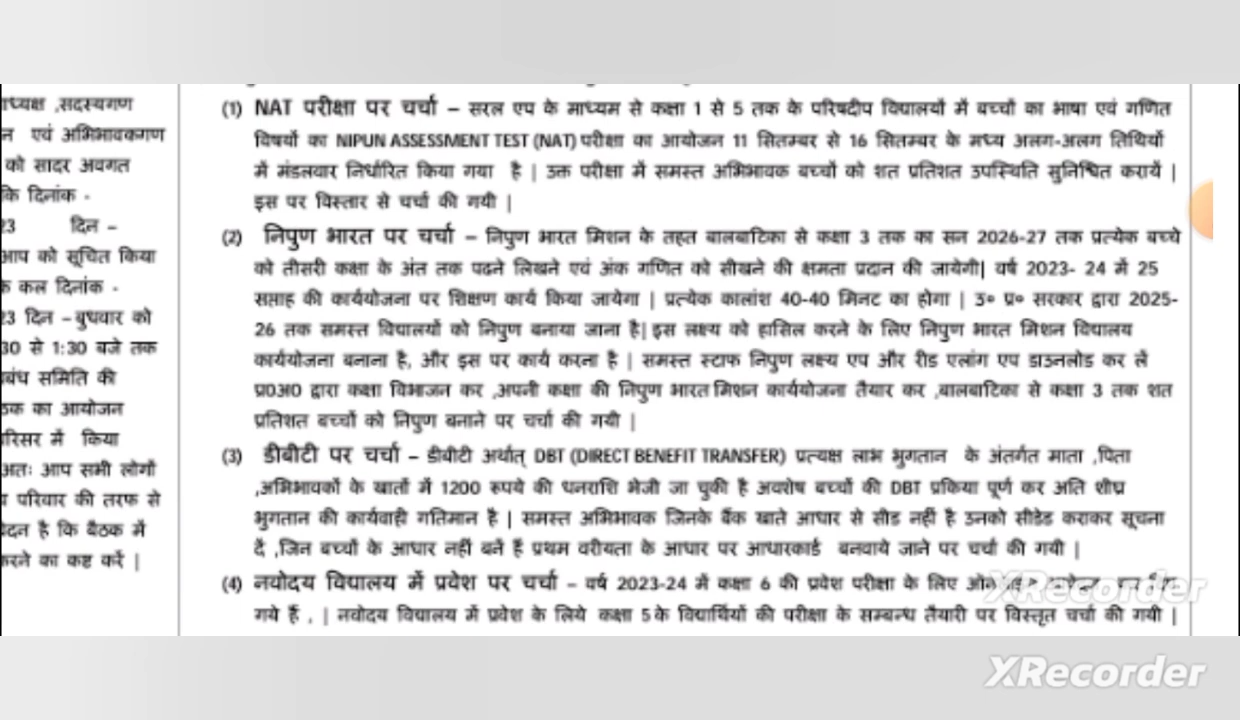 ाध्यक्ष ,सदस्यगण
न एवं अभिभावकगण
को सादर अवगत
कि दिनांक -
23 दिन –
आप को सूचित किया
कल दिनांक -
23 दिन – बुधवार को
30 से 1:30 बजे तक
बंध समिति की
ठक का आयोजन
रिसर में किया
अतः आप सभी लोगों
परिवार की तरफ से
वेदन है कि बैठक में
करने का कष्ट करें |
(1) NAT परीक्षा पर चर्चा – सरल एप के माध्यम से कक्षा 1 से 5 तक के परिषदीप विद्यालयों में बच्चों का भाषा एवं गणित
विषयों का NIPUN ASSESSMENT TEST (NAT) परीक्षा का आयोजन 11 सितम्बर से 16 सितम्बर के मध्य अलग-अलग तिथियों
में मंडलवार निर्धारित किया गया है | उक्त परीक्षा में समस्त अभिभावक बच्चों को शत प्रतिशत उपस्थिति सुनिश्चित करायें |
इस पर विस्तार से चर्चा की गयी |
(2) निपुण भारत पर चर्चा – निपुण भारत मिशन के तहत बालबाटिका से कक्षा 3 तक का सन 2026-27 तक प्रत्येक बच्चे
को तीसरी कक्षा के अंत तक पढने लिखने एवं अंक गणित को सीखने की क्षमता प्रदान की जायेगी| वर्ष 2023- 24 में 25
सप्ताह की कार्ययोजना पर शिक्षण कार्य किया जायेगा | प्रत्येक कालांश 40-40 मिनट का होगा | उ० प्र० सरकार द्वारा 2025-
26 तक समस्त विद्यालयों को निपुण बनाया जाना है| इस लक्ष्य को हासिल करने के लिए निपुण भारत मिशन विद्यालय
कार्ययोजना बनाना है, और इस पर कार्य करना है | समस्त स्टाफ निपुण लक्ष्य एप और रीड एलांग एप डाउनलोड कर लें
प्र0अ0 द्वारा कक्षा विभाजन कर ,अपनी कक्षा की निपुण भारत मिशन कार्ययोजना तैयार कर ,बालबाटिका से कक्षा 3 तक शत
प्रतिशत बच्चों को निपुण बनाने पर चर्चा की गयी |
(3) डीबीटी पर चर्चा – डीबीटी अर्थात् DBT (DIRECT BENEFIT TRANSFER) प्रत्यक्ष लाभ भुगतान के अंतर्गत माता ,पिता
,अभिभावकों के खातों में 1200 रूपये की धनराशि भेजी जा चुकी है अवशेष बच्चों की DBT प्रकिया पूर्ण कर अति शीघ्र
भुगतान की कार्यवाही गतिमान है | समस्त अभिभावक जिनके बैंक खाते आधार से सीड नहीं है उनको सीडेड कराकर सूचना
दें ,जिन बच्चों के आधार नहीं बनें हैं प्रथम वरीयता के आधार पर आधारकार्ड बनवाये जाने पर चर्चा की गयी |
(4) नवोदय विद्यालय में प्रवेश पर चर्चा – वर्ष 2023-24 में कक्षा 6 की प्रवेश परीक्षा के लिए
गये हैं , | नवोदय विद्यालय में प्रवेश के लिये कक्षा 5 के विद्यार्थियों की परीक्षा के सम्बन्ध तैयारी पर विस्तृत चर्चा की गयी |
XRecorder
XRecorder